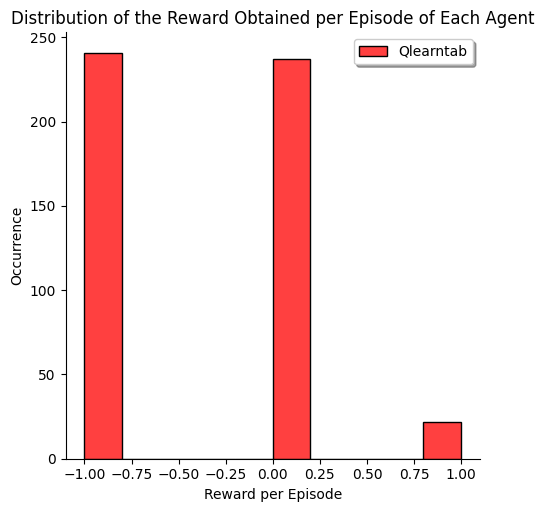 Distribution of the Reward Obtained per Episode of Each Agent
Qlearntab
250
200
150
100
50
0
Occurrence
−1.00 −0.75 −0.50 −0.25 0.00 0.25 0.50 0.75 1.00
Reward per Episode